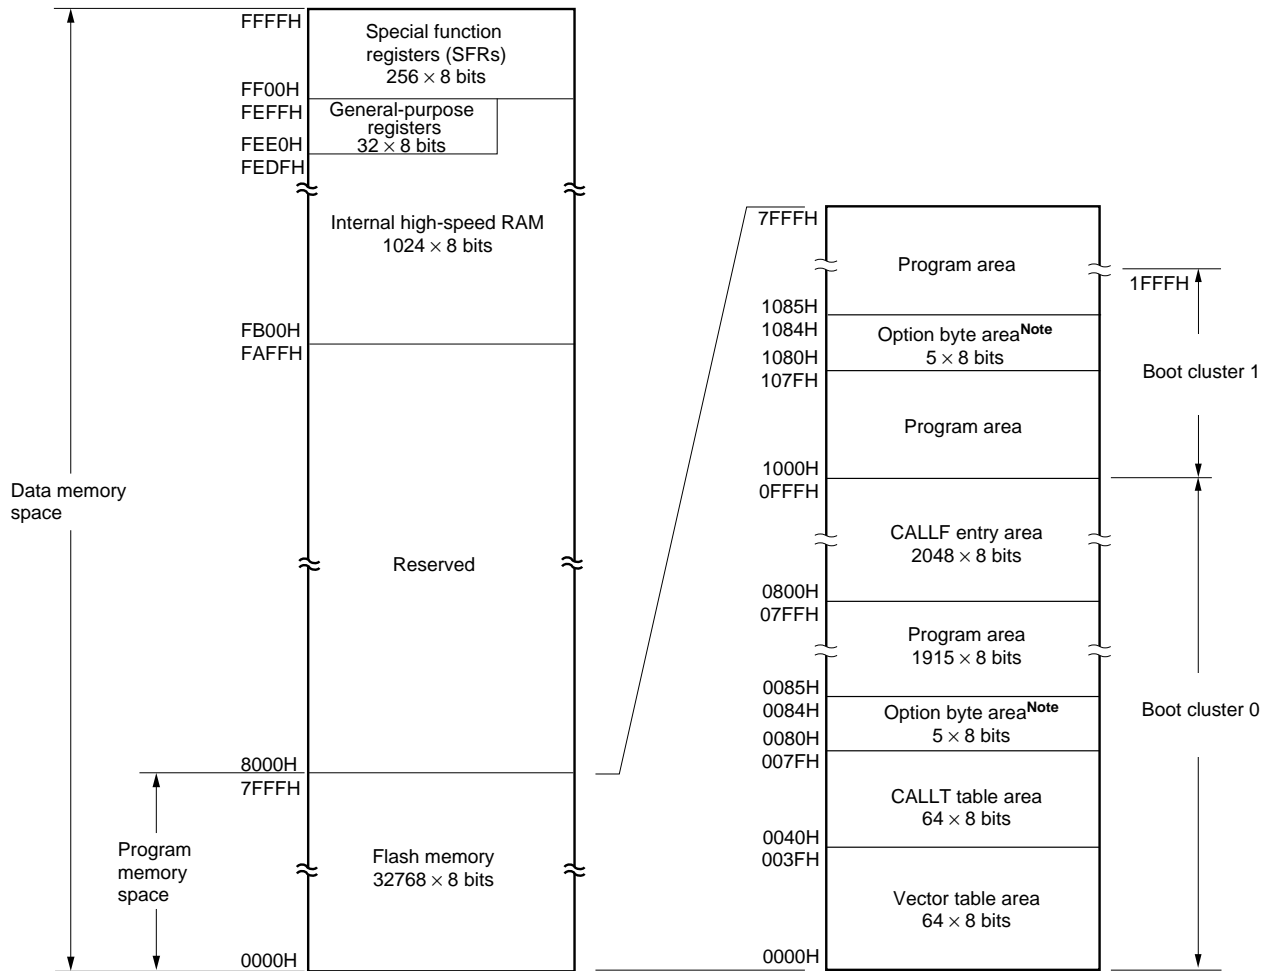 FFFFH
Special function
registers (SFRs)
256 × 8 bits
FF00H
FEFFH
General-purpose
registers
32 × 8 bits
FEE0H
FEDFH
Internal high-speed RAM
1024 × 8 bits
FB00H
FAFFH
Data memory
space
Reserved
8000H
7FFFH
Program
memory
space
Flash memory
32768 × 8 bits
0000H
7FFFH
Program area
1FFFH
1085H
1084H
Option byte areaNote
5 × 8 bits
1080H
107FH
Boot cluster 1
Program area
1000H
0FFFH
CALLF entry area
2048 × 8 bits
0800H
07FFH
Program area
1915 × 8 bits
0085H
0084H
Option byte areaNote
5 × 8 bits
Boot cluster 0
0080H
007FH
CALLT table area
64 × 8 bits
0040H
003FH
Vector table area
64 × 8 bits
0000H